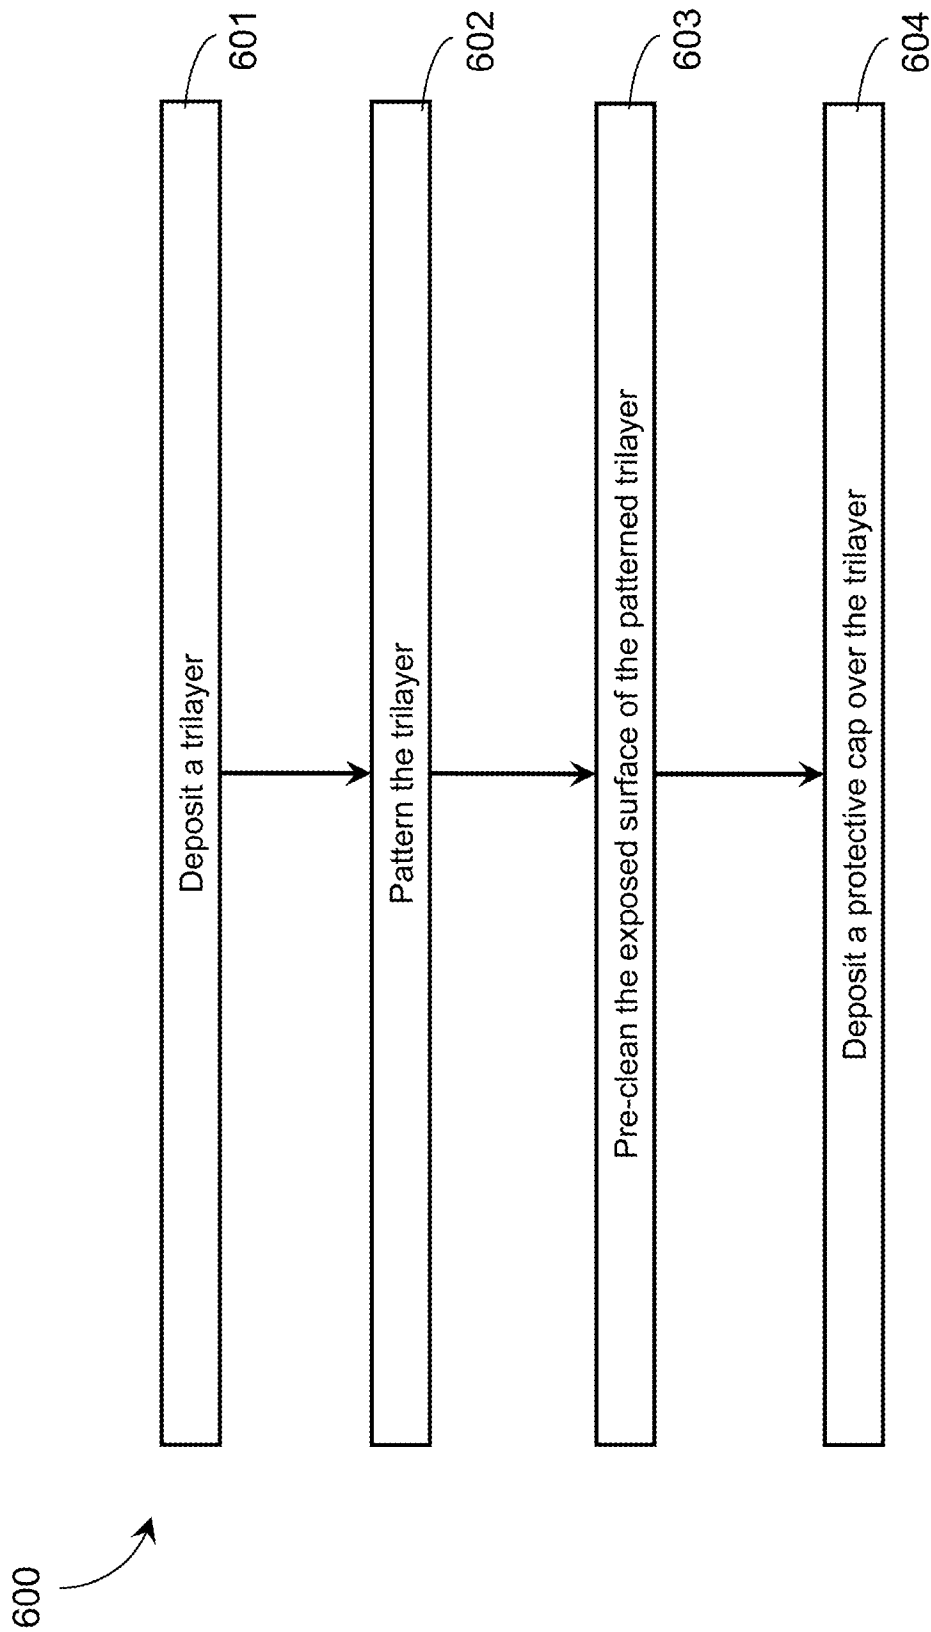 600
Deposit a trilayer
601
Pattern the trilayer
602
Pre-clean the exposed surface of the patterned trilayer
603
Deposit a protective cap over the trilayer
604